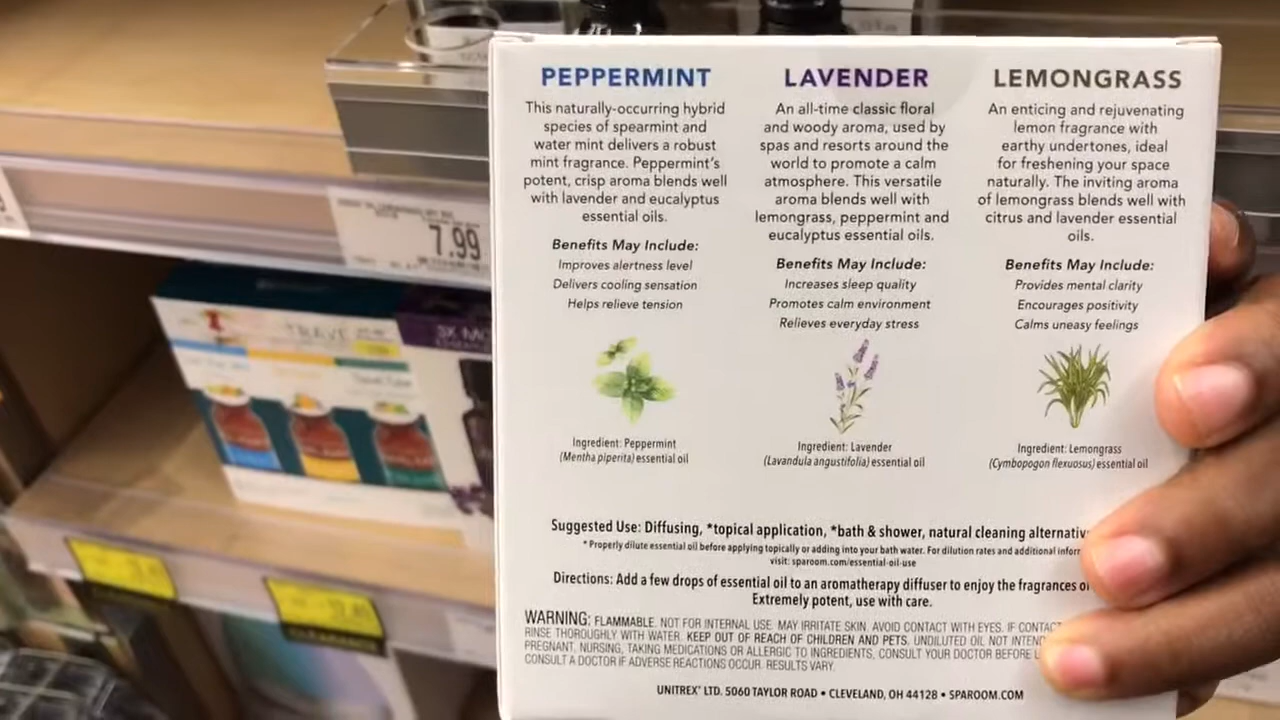 PEPPERMINT
This naturally-occurring hybrid
species of spearmint and
water mint delivers a robust
mint fragrance. Peppermint's
potent, crisp aroma blends well
with lavender and eucalyptus
essential oils.
Benefits May Include:
Improves alertness level
Delivers cooling sensation
Helps relieve tension
Ingredient: Peppermint
(Mentha piperita) essential oil
LAVENDER
An all-time classic floral
and woody aroma, used by
spas and resorts around the
world to promote a calm
atmosphere. This versatile
aroma blends well with
lemongrass, peppermint and
eucalyptus essential oils.
Benefits May Include:
Increases sleep quality
Promotes calm environment
Relieves everyday stress
Ingredient: Lavender
(Lavandula angustifolia) essential oil
LEMONGRASS
An enticing and rejuvenating
lemon fragrance with
earthy undertones, ideal
for freshening your space
naturally. The inviting aroma
of lemongrass blends well with
citrus and lavender essential
oils.
Benefits May Include:
Provides mental clarity
Encourages positivity
Calms uneasy feelings
Ingredient: Lemongrass
(Cymbopogon flexuosus) essential oil
Suggested Use: Diffusing, *topical application, *bath & shower, natural cleaning
* Properly dilute essential oil before applying topically or adding into your bath water. For dilution rates and additional
visit: sparoom.com/essential-oil-use
Directions: Add a few drops of essential oil to an aromatherapy diffuser to enjoy the fragrances
Extremely potent, use with care.
WARNING: FLAMMABLE. NOT FOR INTERNAL USE. MAY IRRITATE SKIN. AVOID CONTACT WITH EYES. IF
RINSE THOROUGHLY WITH WATER. KEEP OUT OF REACH OF CHILDREN AND PETS. UNDILUTED OIL NOT
PREGNANT, NURSING, TAKING MEDICATIONS OR ALLERGIC TO INGREDIENTS, CONSULT YOUR DOCTOR BEFORE
CONSULT A DOCTOR IF ADVERSE REACTIONS OCCUR. RESULTS VARY.
UNITREX® LTD. 5060 TAYLOR ROAD • CLEVELAND, OH 44128 • SPAROOM.COM
7.99